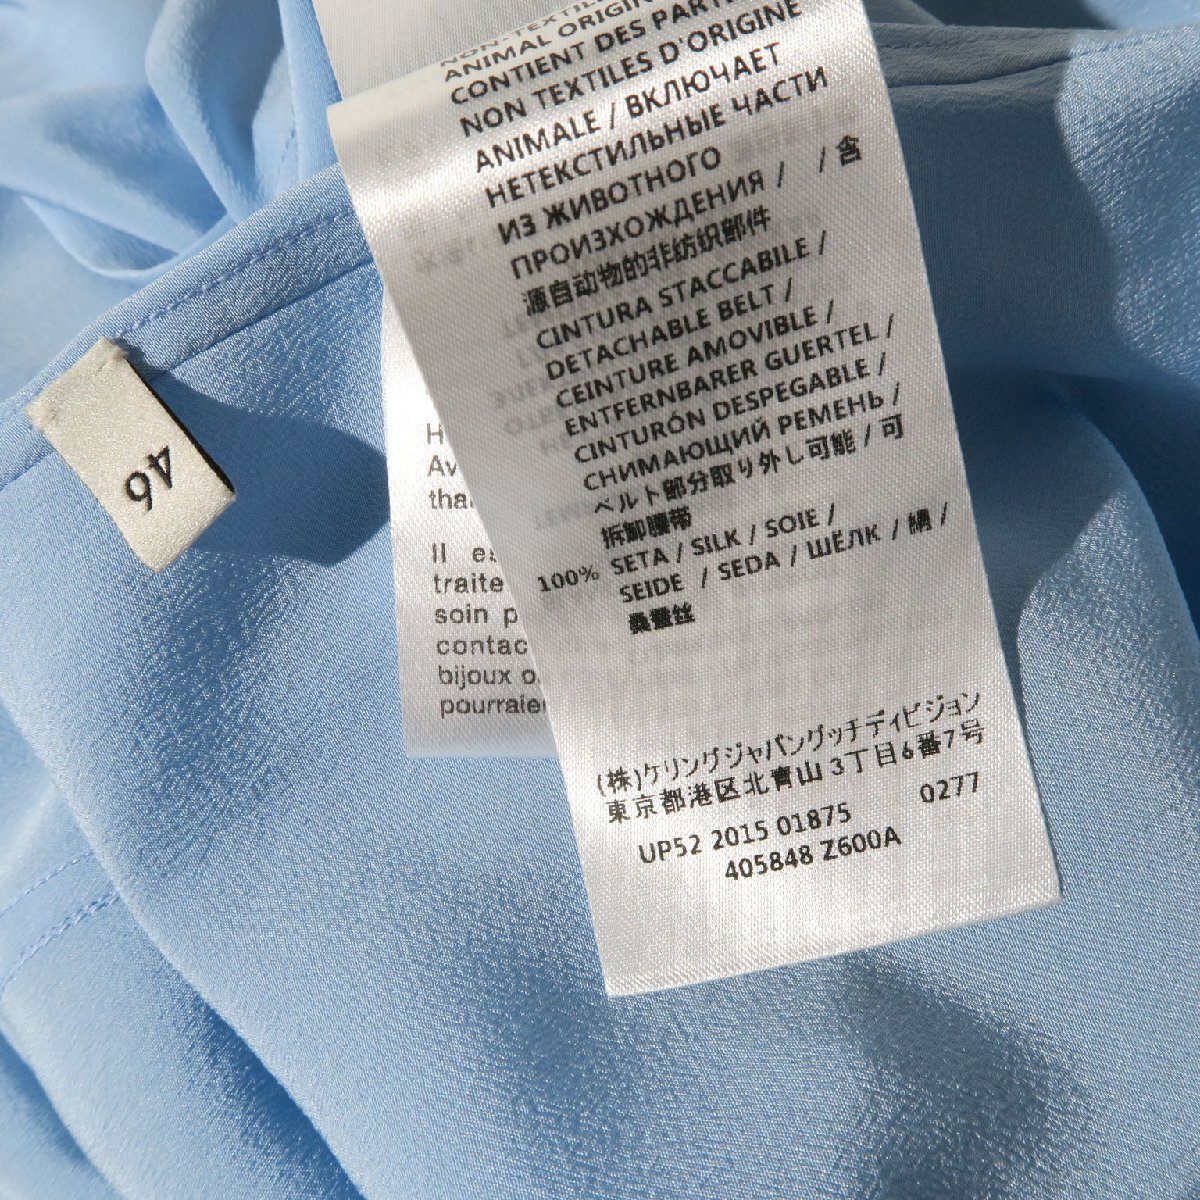 ANIMAL ORIGIN
CONTIENT DES PARTI
NON TEXTILES D'ORIGINE
ANIMALE / ВКЛЮЧАЕТ
НЕТЕКСТИЛЬНЫЕ ЧАСТИ
ИЗ ЖИВОТНОГО
ПРОИЗХОЖДЕНИЯ / / 含
源自动物的非纺织部件
CINTURA STACCABILE /
DETACHABLE BELT /
CEINTURE AMOVIBLE /
ENTFERNBARER GUERTEL /
CINTURÓN DESPEGABLE /
СНИМАЮЩИЙ РЕМЕНЬ /
ベルト部分取り外し可能 / 可
拆卸腰带
100% SETA / SILK / SOIE /
SEIDE / SEDA / ШЁЛК / 絹 /
桑蚕丝
(株)ケリングジャパングッチディビジョン
東京都港区北青山 3丁目6番7号
UP52 2015 01875 0277
405848 Z600A
46
H
Av
tha
Il es
traite
soin p
contac
bijoux o
pourraie